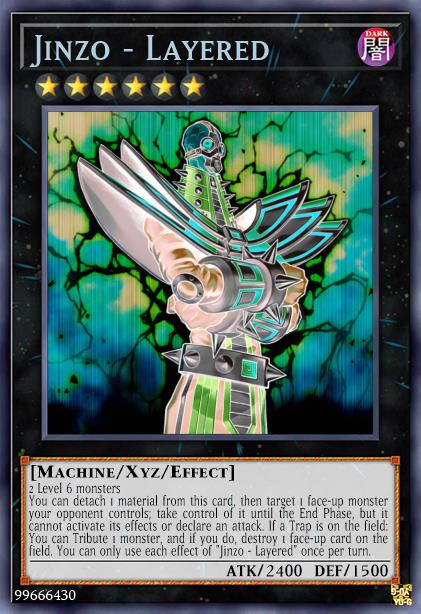 JINZO - LAYERED
DARK
闇
[MACHINE/XYZ/EFFECT]
2 Level 6 monsters
You can detach 1 material from this card, then target 1 face-up monster
your opponent controls; take control of it until the End Phase, but it
cannot activate its effects or declare an attack. If a Trap is on the field:
You can Tribute 1 monster, and if you do, destroy 1 face-up card on the
field. You can only use each effect of "Jinzo - Layered" once per turn.
ATK/2400 DEF/1500
99666430